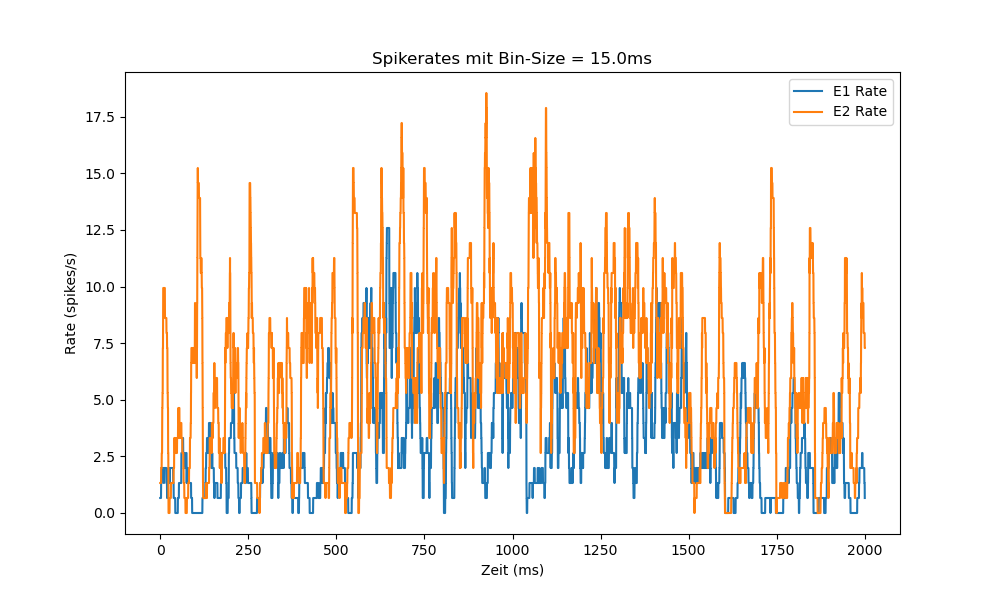 Spikerates mit Bin-Size = 15.0ms
E1 Rate
E2 Rate
17.5
15.0
12.5
10.0
7.5
5.0
2.5
0.0
Rate (spikes/s)
0 250 500 750 1000 1250 1500 1750 2000
Zeit (ms)